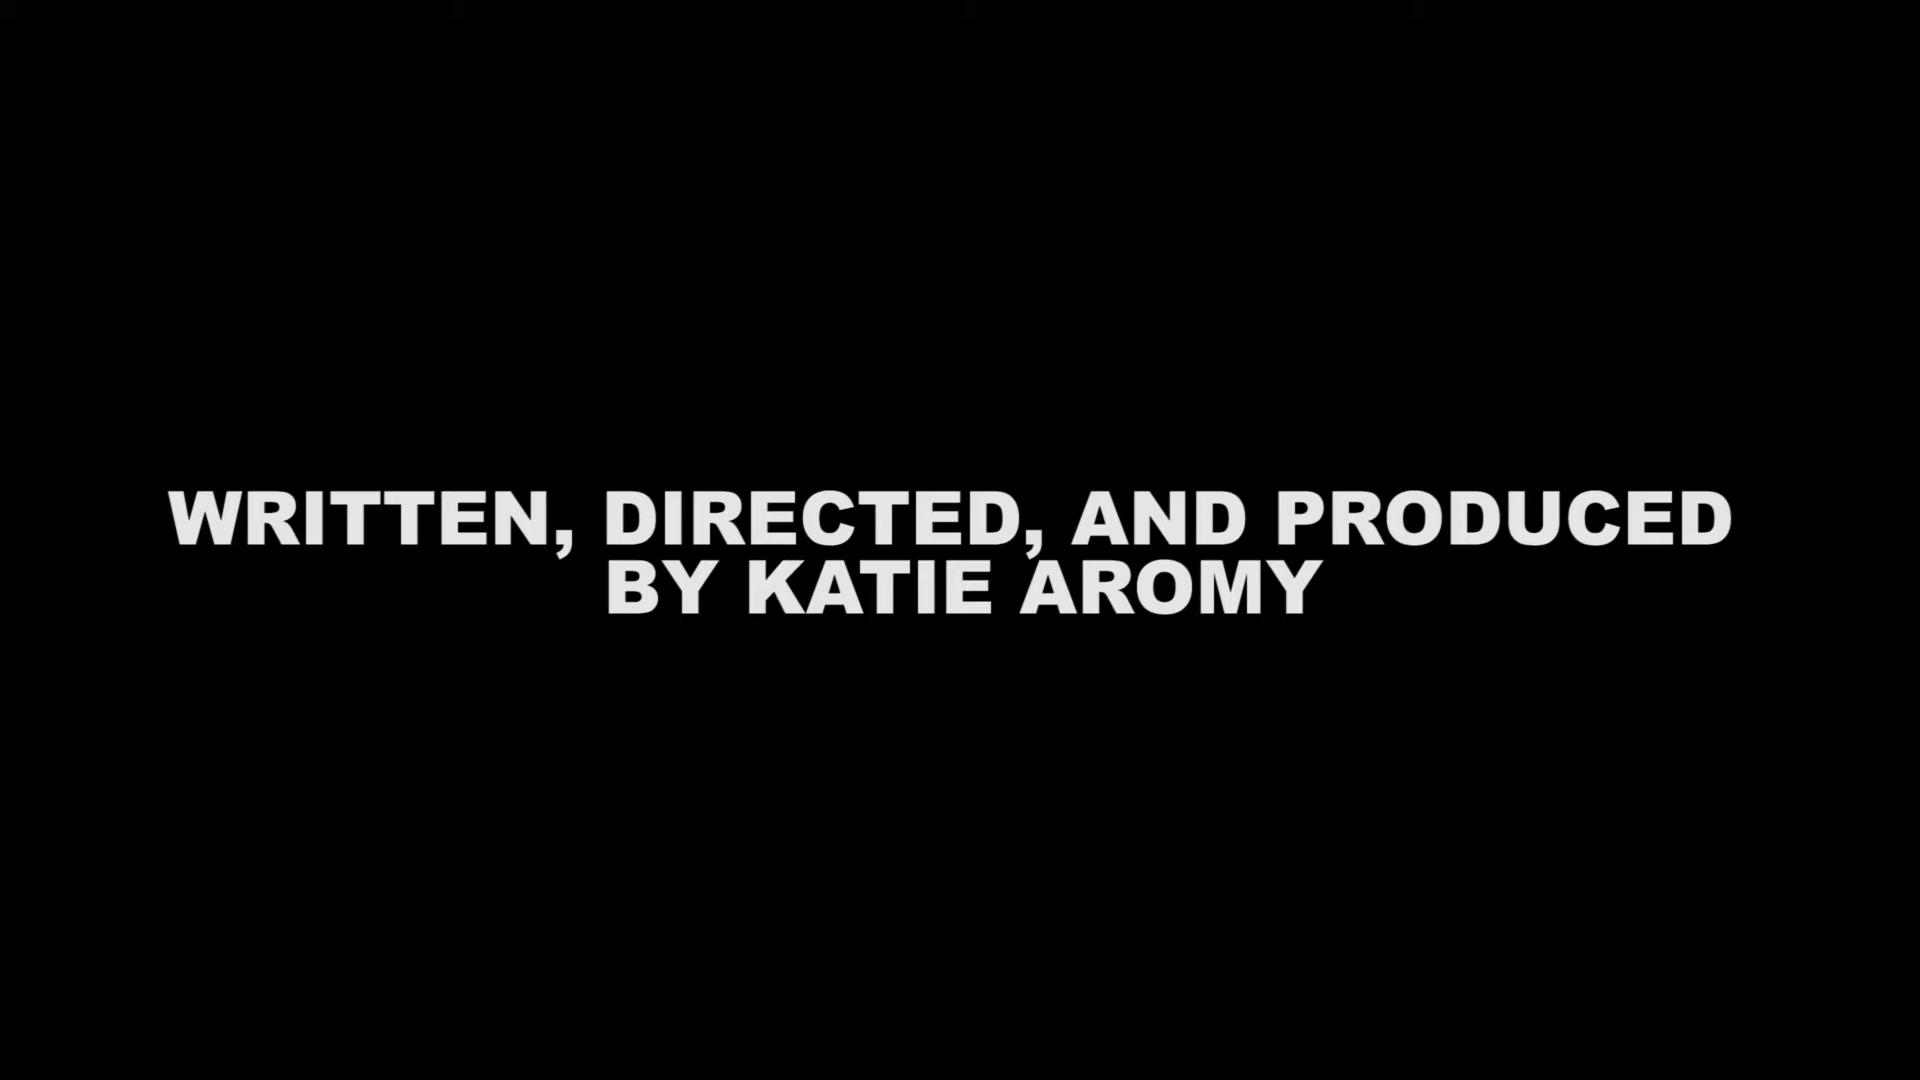 WRITTEN, DIRECTED, AND PRODUCED
BY KATIE AROMY